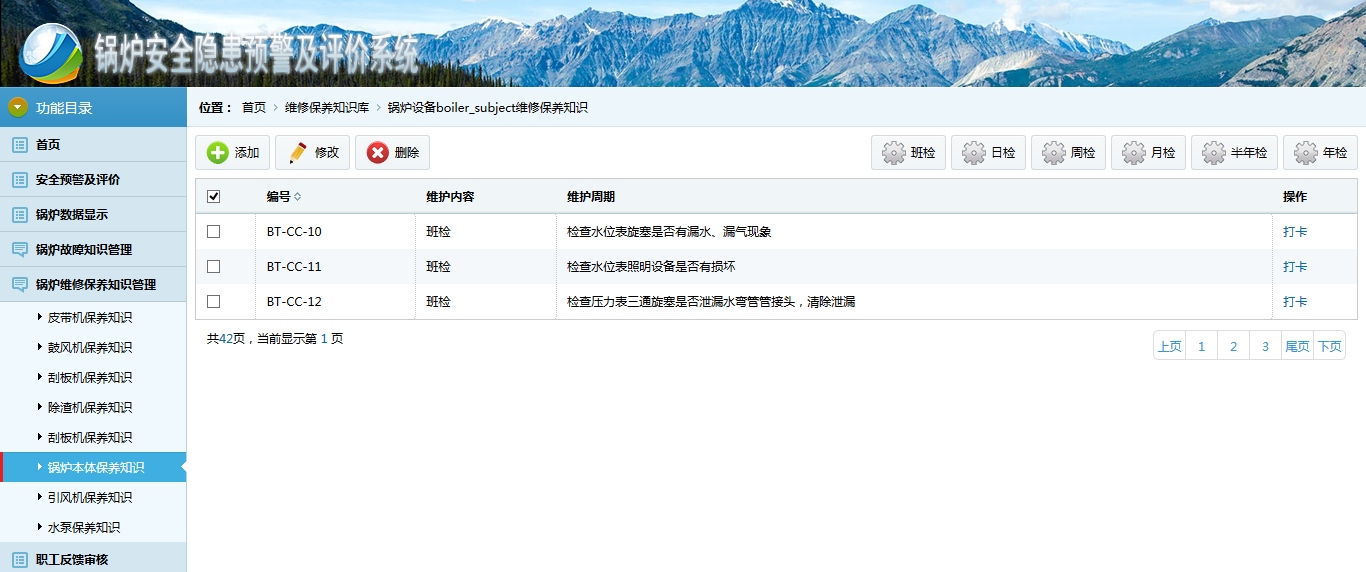 锅炉安全隐患预警及评价系统
功能目录
首页
安全预警及评价
锅炉数据显示
锅炉故障知识管理
锅炉维修保养知识管理
皮带机保养知识
鼓风机保养知识
刮板机保养知识
除渣机保养知识
刮板机保养知识
锅炉本体保养知识
引风机保养知识
水泵保养知识
职工反馈审核
位置： 首页 维修保养知识库 锅炉设备boiler_subject维修保养知识
添加 修改 删除 班检 日检 周检 月检 半年检 年检
编号 维护内容 维护周期 操作
BT-CC-10 班检 检查水位表旋塞是否有漏水、漏气现象 打卡
BT-CC-11 班检 检查水位表照明设备是否有损坏 打卡
BT-CC-12 班检 检查压力表三通旋塞是否泄漏水弯管管接头，清除泄漏 打卡
共42页，当前显示第 1 页
上页 1 2 3 尾页 下页